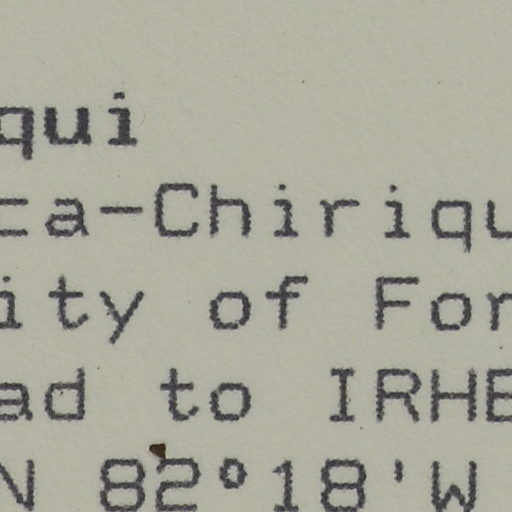 qui
ca-Chiriqu
ity of For
ad to IRHE
N 82°18'W